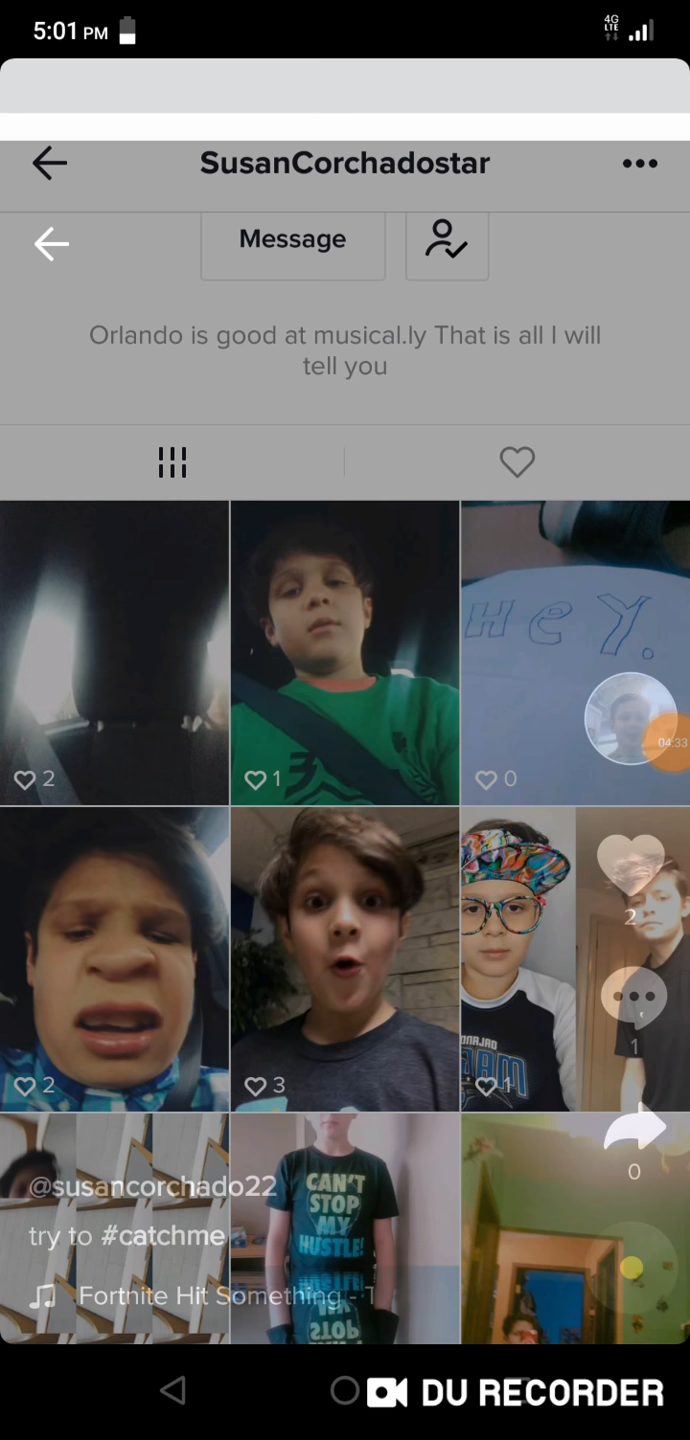 5:01 PM
4G
LTE
SusanCorchadostar
Message
Orlando is good at musical.ly That is all I will
tell you
HeY.
04:33
2
1
0
2
2
3
1
1
0
@susancorchado22
try to #catchme
CAN'T
STOP
MY
HUSTLE!
Fortnite Hit Something - T
DU RECORDER